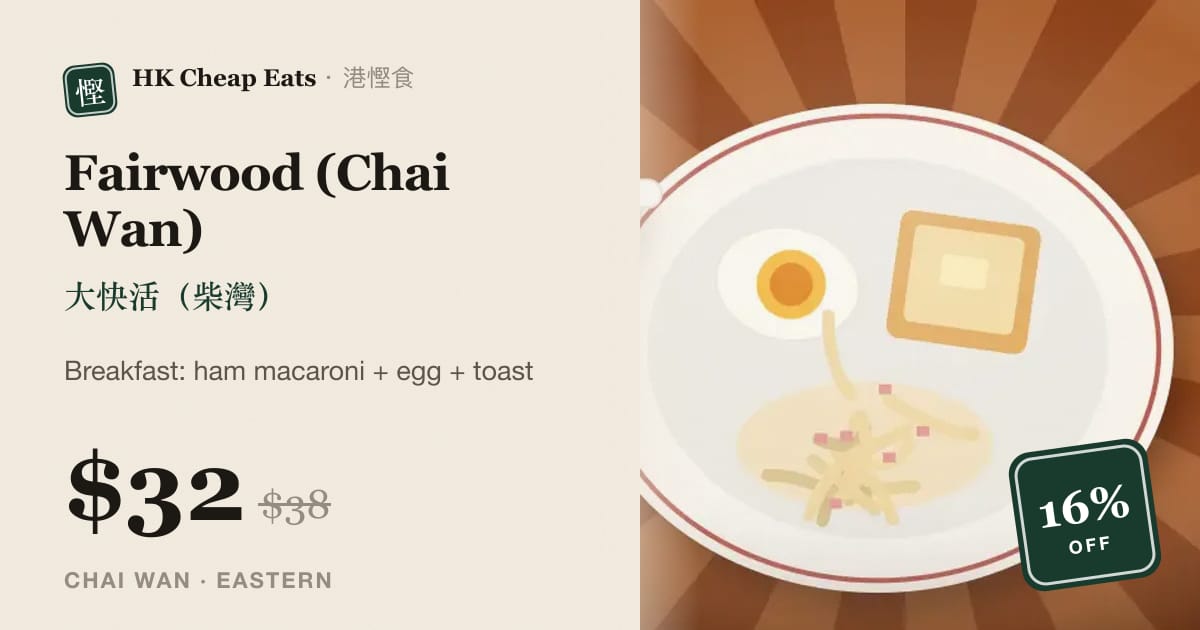 慳
HK Cheap Eats · 港慳食
Fairwood (Chai
Wan)
大快活（柴灣）
Breakfast: ham macaroni + egg + toast
$32 $38
CHAI WAN · EASTERN
16%
OFF